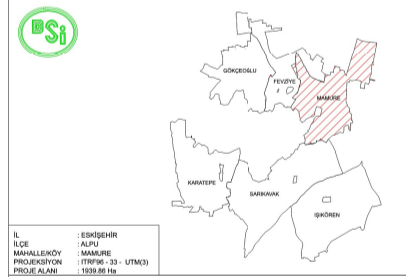 DSi
GÖKÇEOĞLU
FEVZİYE
MAMURE
KARATEPE
SARIKAVAK
IŞIKÖREN
İL : ESKİŞEHİR
İLÇE : ALPU
MAHALLE/KÖY : MAMURE
PROJEKSİYON : ITRF96 - 33 - UTM(3)
PROJE ALANI : 1939.86 Ha